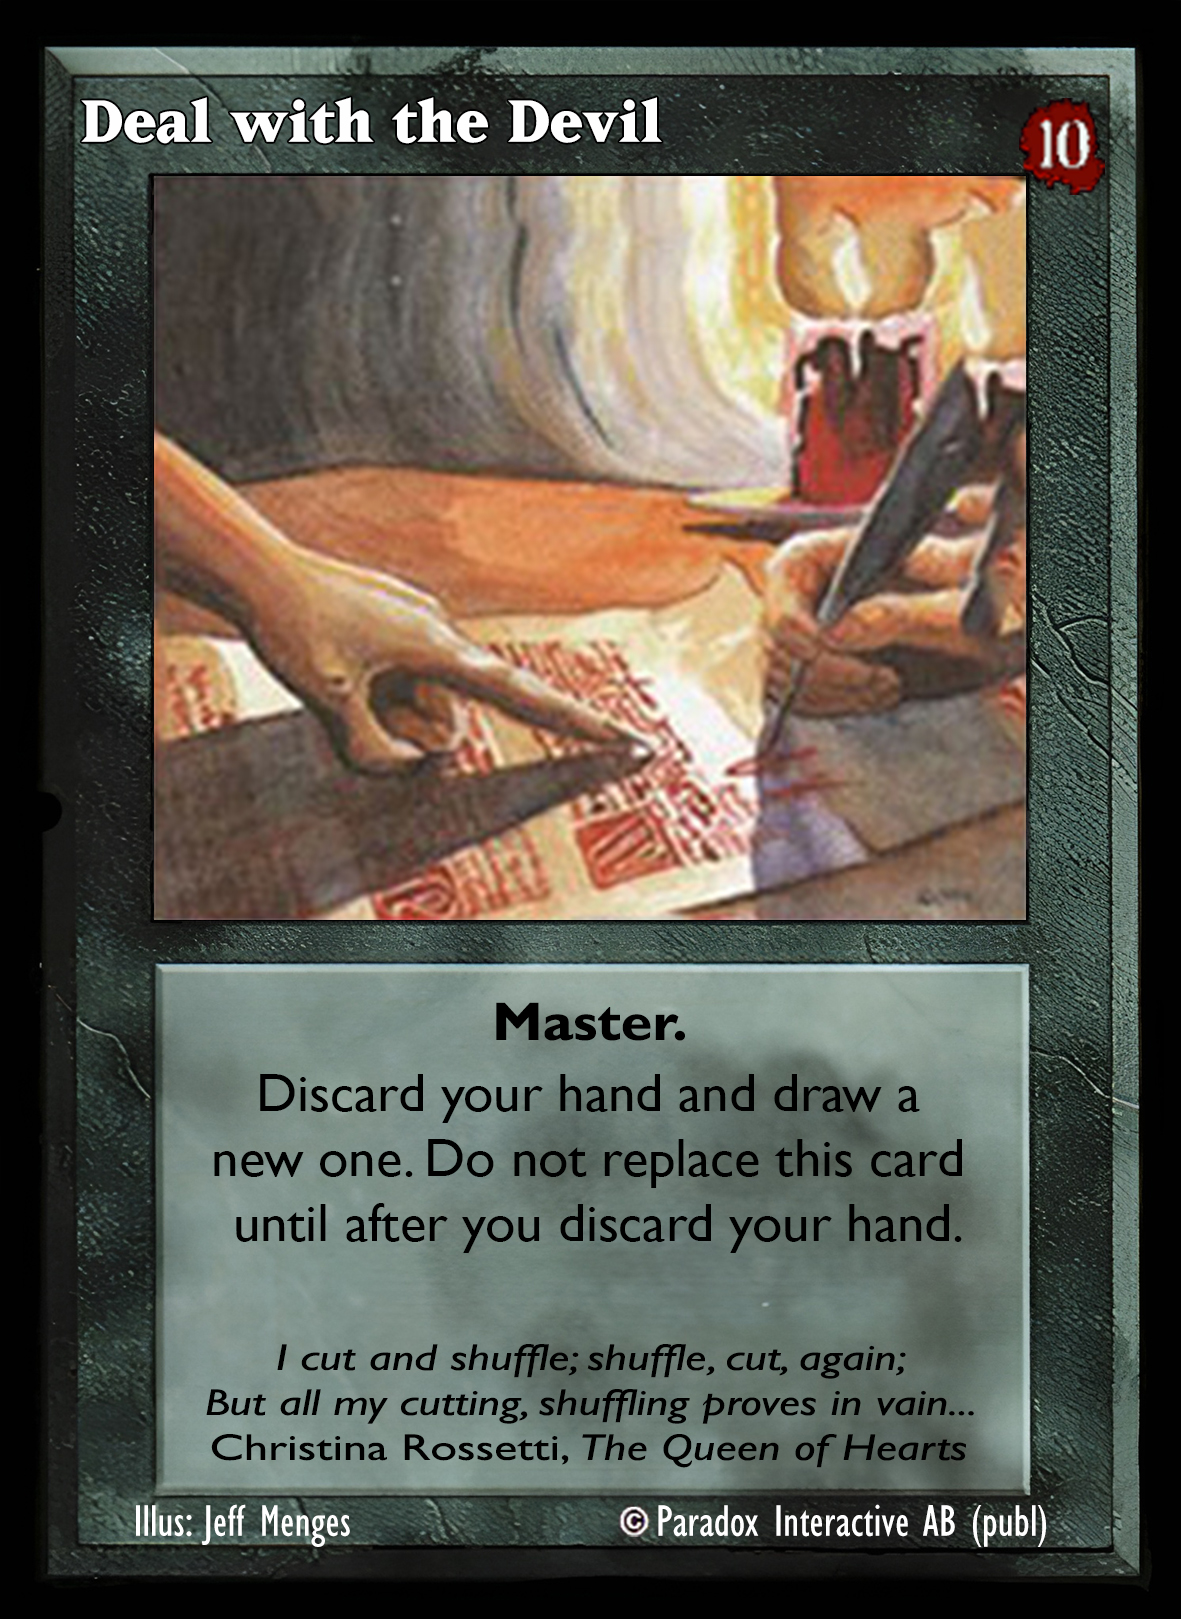 Deal with the Devil
10
Master.
Discard your hand and draw a
new one. Do not replace this card
until after you discard your hand.
I cut and shuffle; shuffle, cut, again;
But all my cutting, shuffling proves in vain...
Christina Rossetti, The Queen of Hearts
Illus: Jeff Menges
© Paradox Interactive AB (publ)